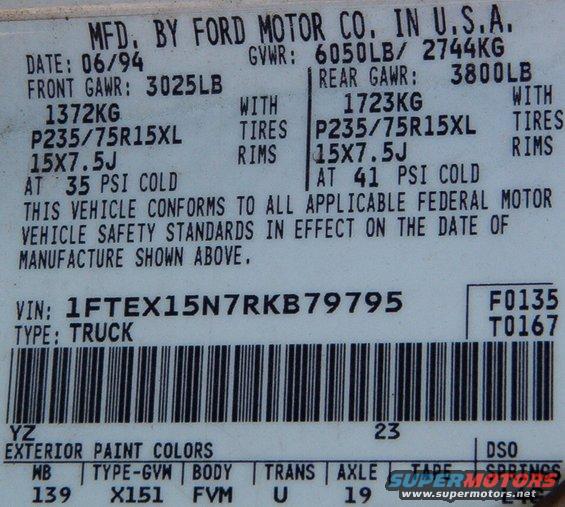 MFD. BY FORD MOTOR CO. IN U.S.A.
DATE: 06/94 GVWR: 6050LB/ 2744KG
FRONT GAWR: 3025LB REAR GAWR: 3800LB
1372KG WITH 1723KG WITH
P235/75R15XL TIRES P235/75R15XL TIRES
15X7.5J RIMS 15X7.5J RIMS
AT 35 PSI COLD AT 41 PSI COLD
THIS VEHICLE CONFORMS TO ALL APPLICABLE FEDERAL MOTOR
VEHICLE SAFETY STANDARDS IN EFFECT ON THE DATE OF
MANUFACTURE SHOWN ABOVE.
VIN: 1FTEX15N7RKB79795 F0135
TYPE: TRUCK T0167
YZ 23
EXTERIOR PAINT COLORS DSO
WB TYPE-GVW BODY TRANS AXLE TAPE SPRINGS
139 X151 FVM U 19
SUPERMOTORS
www.supermotors.net